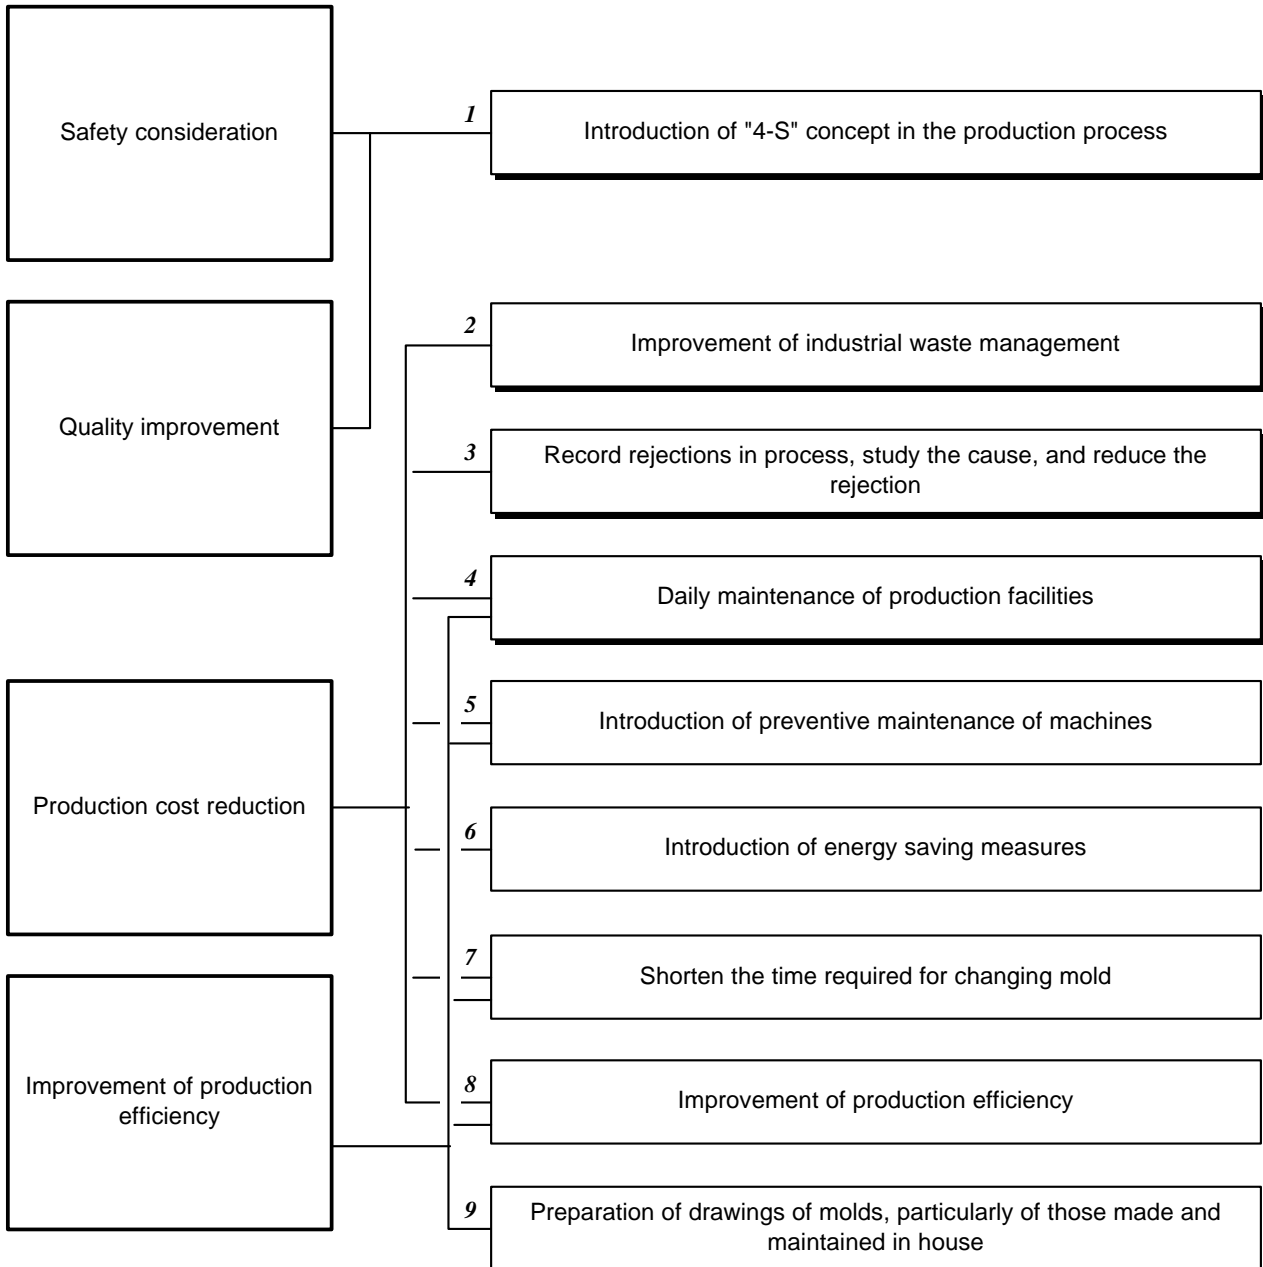 Safety consideration
1
Introduction of "4-S" concept in the production process
2
Improvement of industrial waste management
Quality improvement
3
Record rejections in process, study the cause, and reduce the
rejection
4
Daily maintenance of production facilities
5
Introduction of preventive maintenance of machines
Production cost reduction
6
Introduction of energy saving measures
7
Shorten the time required for changing mold
Improvement of production
efficiency
8
Improvement of production efficiency
9
Preparation of drawings of molds, particularly of those made and
maintained in house